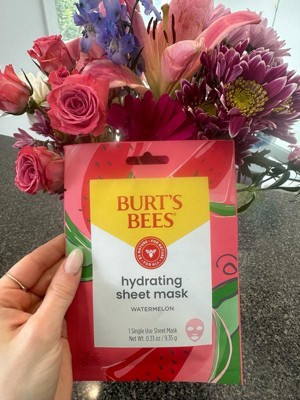 BURT'S
BEES®
hydrating
sheet mask
WATERMELON
1 Single Use Sheet Mask
Net Wt. 0.33 oz / 9.35 g